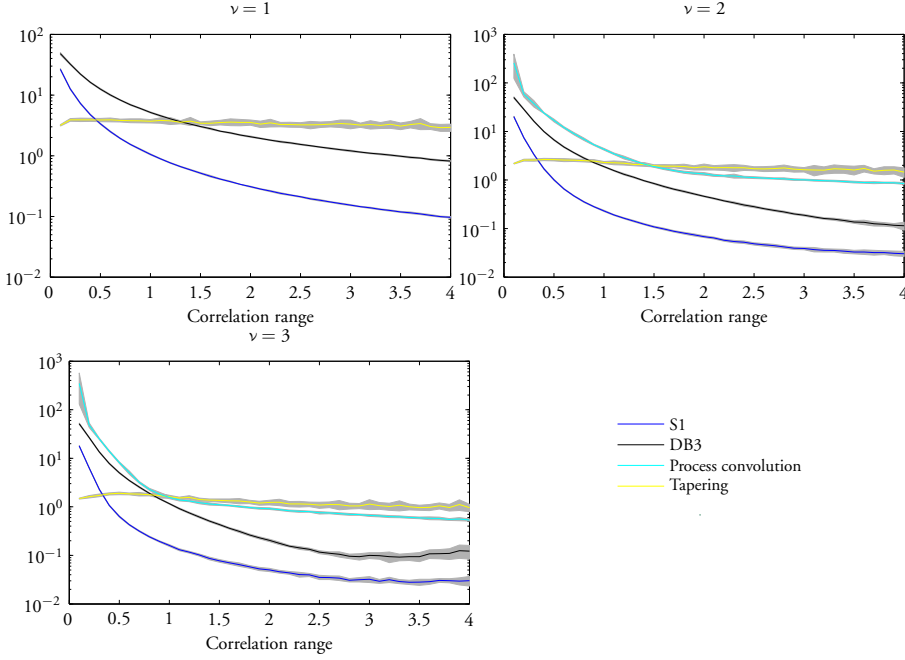 ν = 1
10^2
10^1
10^0
10^−1
10^−2
0 0.5 1 1.5 2 2.5 3 3.5 4
Correlation range
ν = 2
10^3
10^2
10^1
10^0
10^−1
10^−2
0 0.5 1 1.5 2 2.5 3 3.5 4
Correlation range
ν = 3
10^3
10^2
10^1
10^0
10^−1
10^−2
0 0.5 1 1.5 2 2.5 3 3.5 4
Correlation range
S1
DB3
Process convolution
Tapering